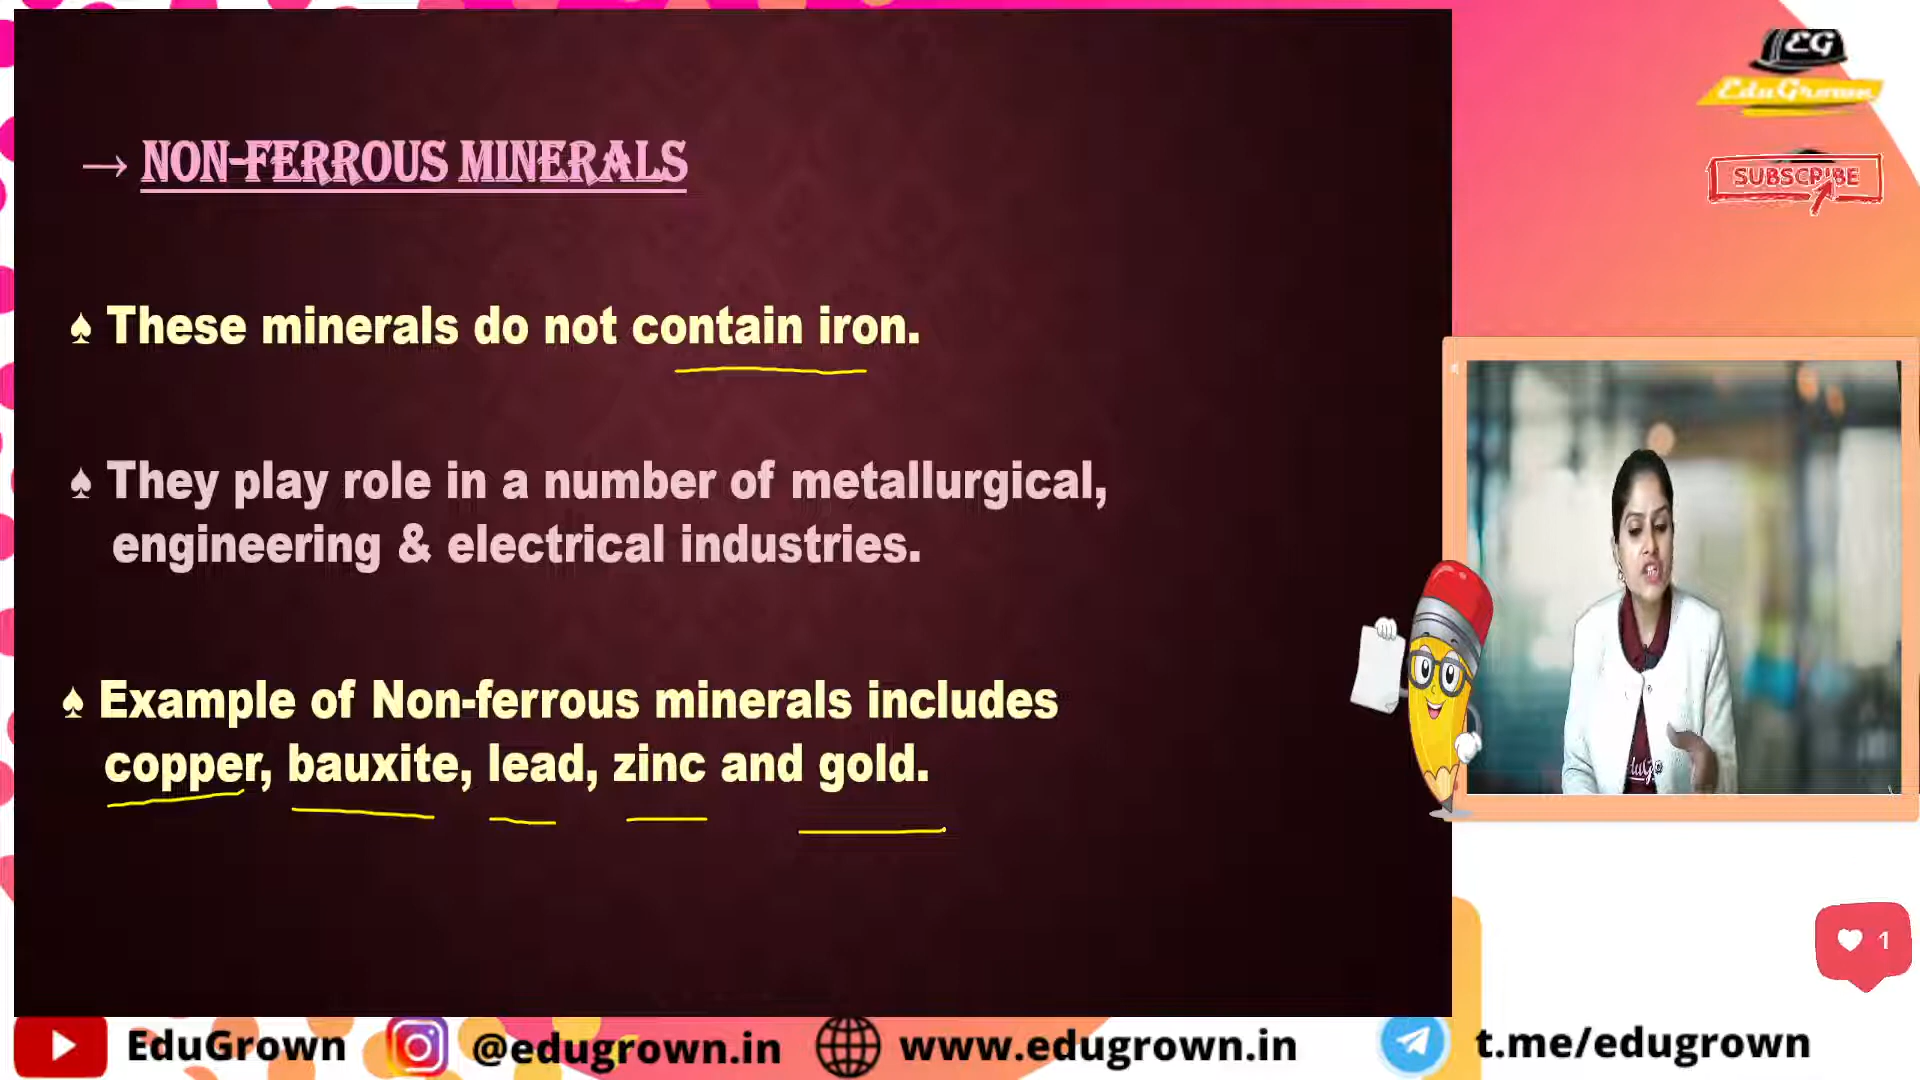 EG
EduGrown
SUBSCRIBE
→ NON-FERROUS MINERALS
♠ These minerals do not contain iron.
♠ They play role in a number of metallurgical,
engineering & electrical industries.
♠ Example of Non-ferrous minerals includes
copper, bauxite, lead, zinc and gold.
1
EduGrown
@edugrown.in
www.edugrown.in
t.me/edugrown